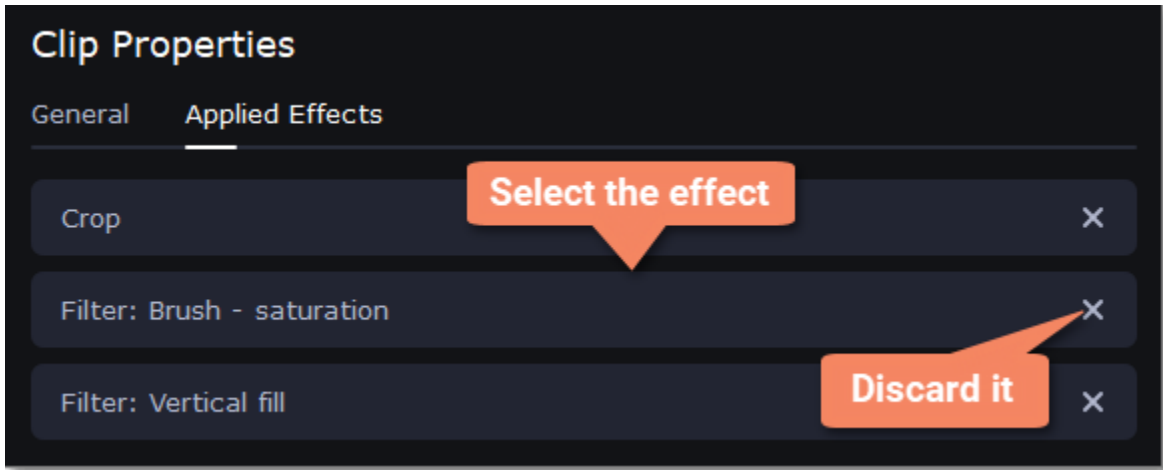 Clip Properties
General Applied Effects
Select the effect
Crop
Filter: Brush - saturation
Discard it
Filter: Vertical fill